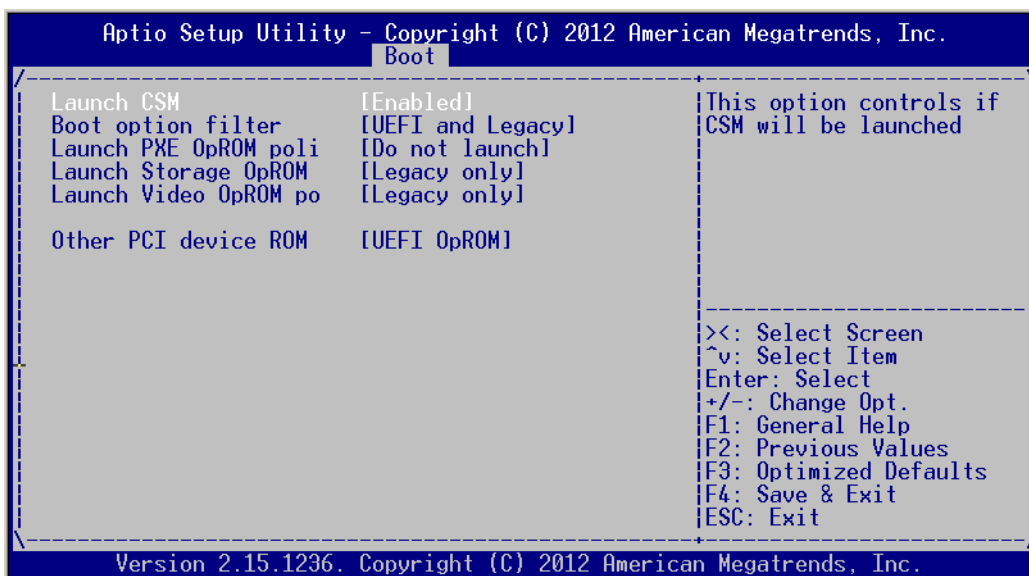 Aptio Setup Utility - Copyright (C) 2012 American Megatrends, Inc.
Boot
Launch CSM [Enabled]
Boot option filter [UEFI and Legacy]
Launch PXE OpROM poli [Do not launch]
Launch Storage OpROM [Legacy only]
Launch Video OpROM po [Legacy only]
Other PCI device ROM [UEFI OpROM]
This option controls if
CSM will be launched
><: Select Screen
^v: Select Item
Enter: Select
+/-: Change Opt.
F1: General Help
F2: Previous Values
F3: Optimized Defaults
F4: Save & Exit
ESC: Exit
Version 2.15.1236. Copyright (C) 2012 American Megatrends, Inc.